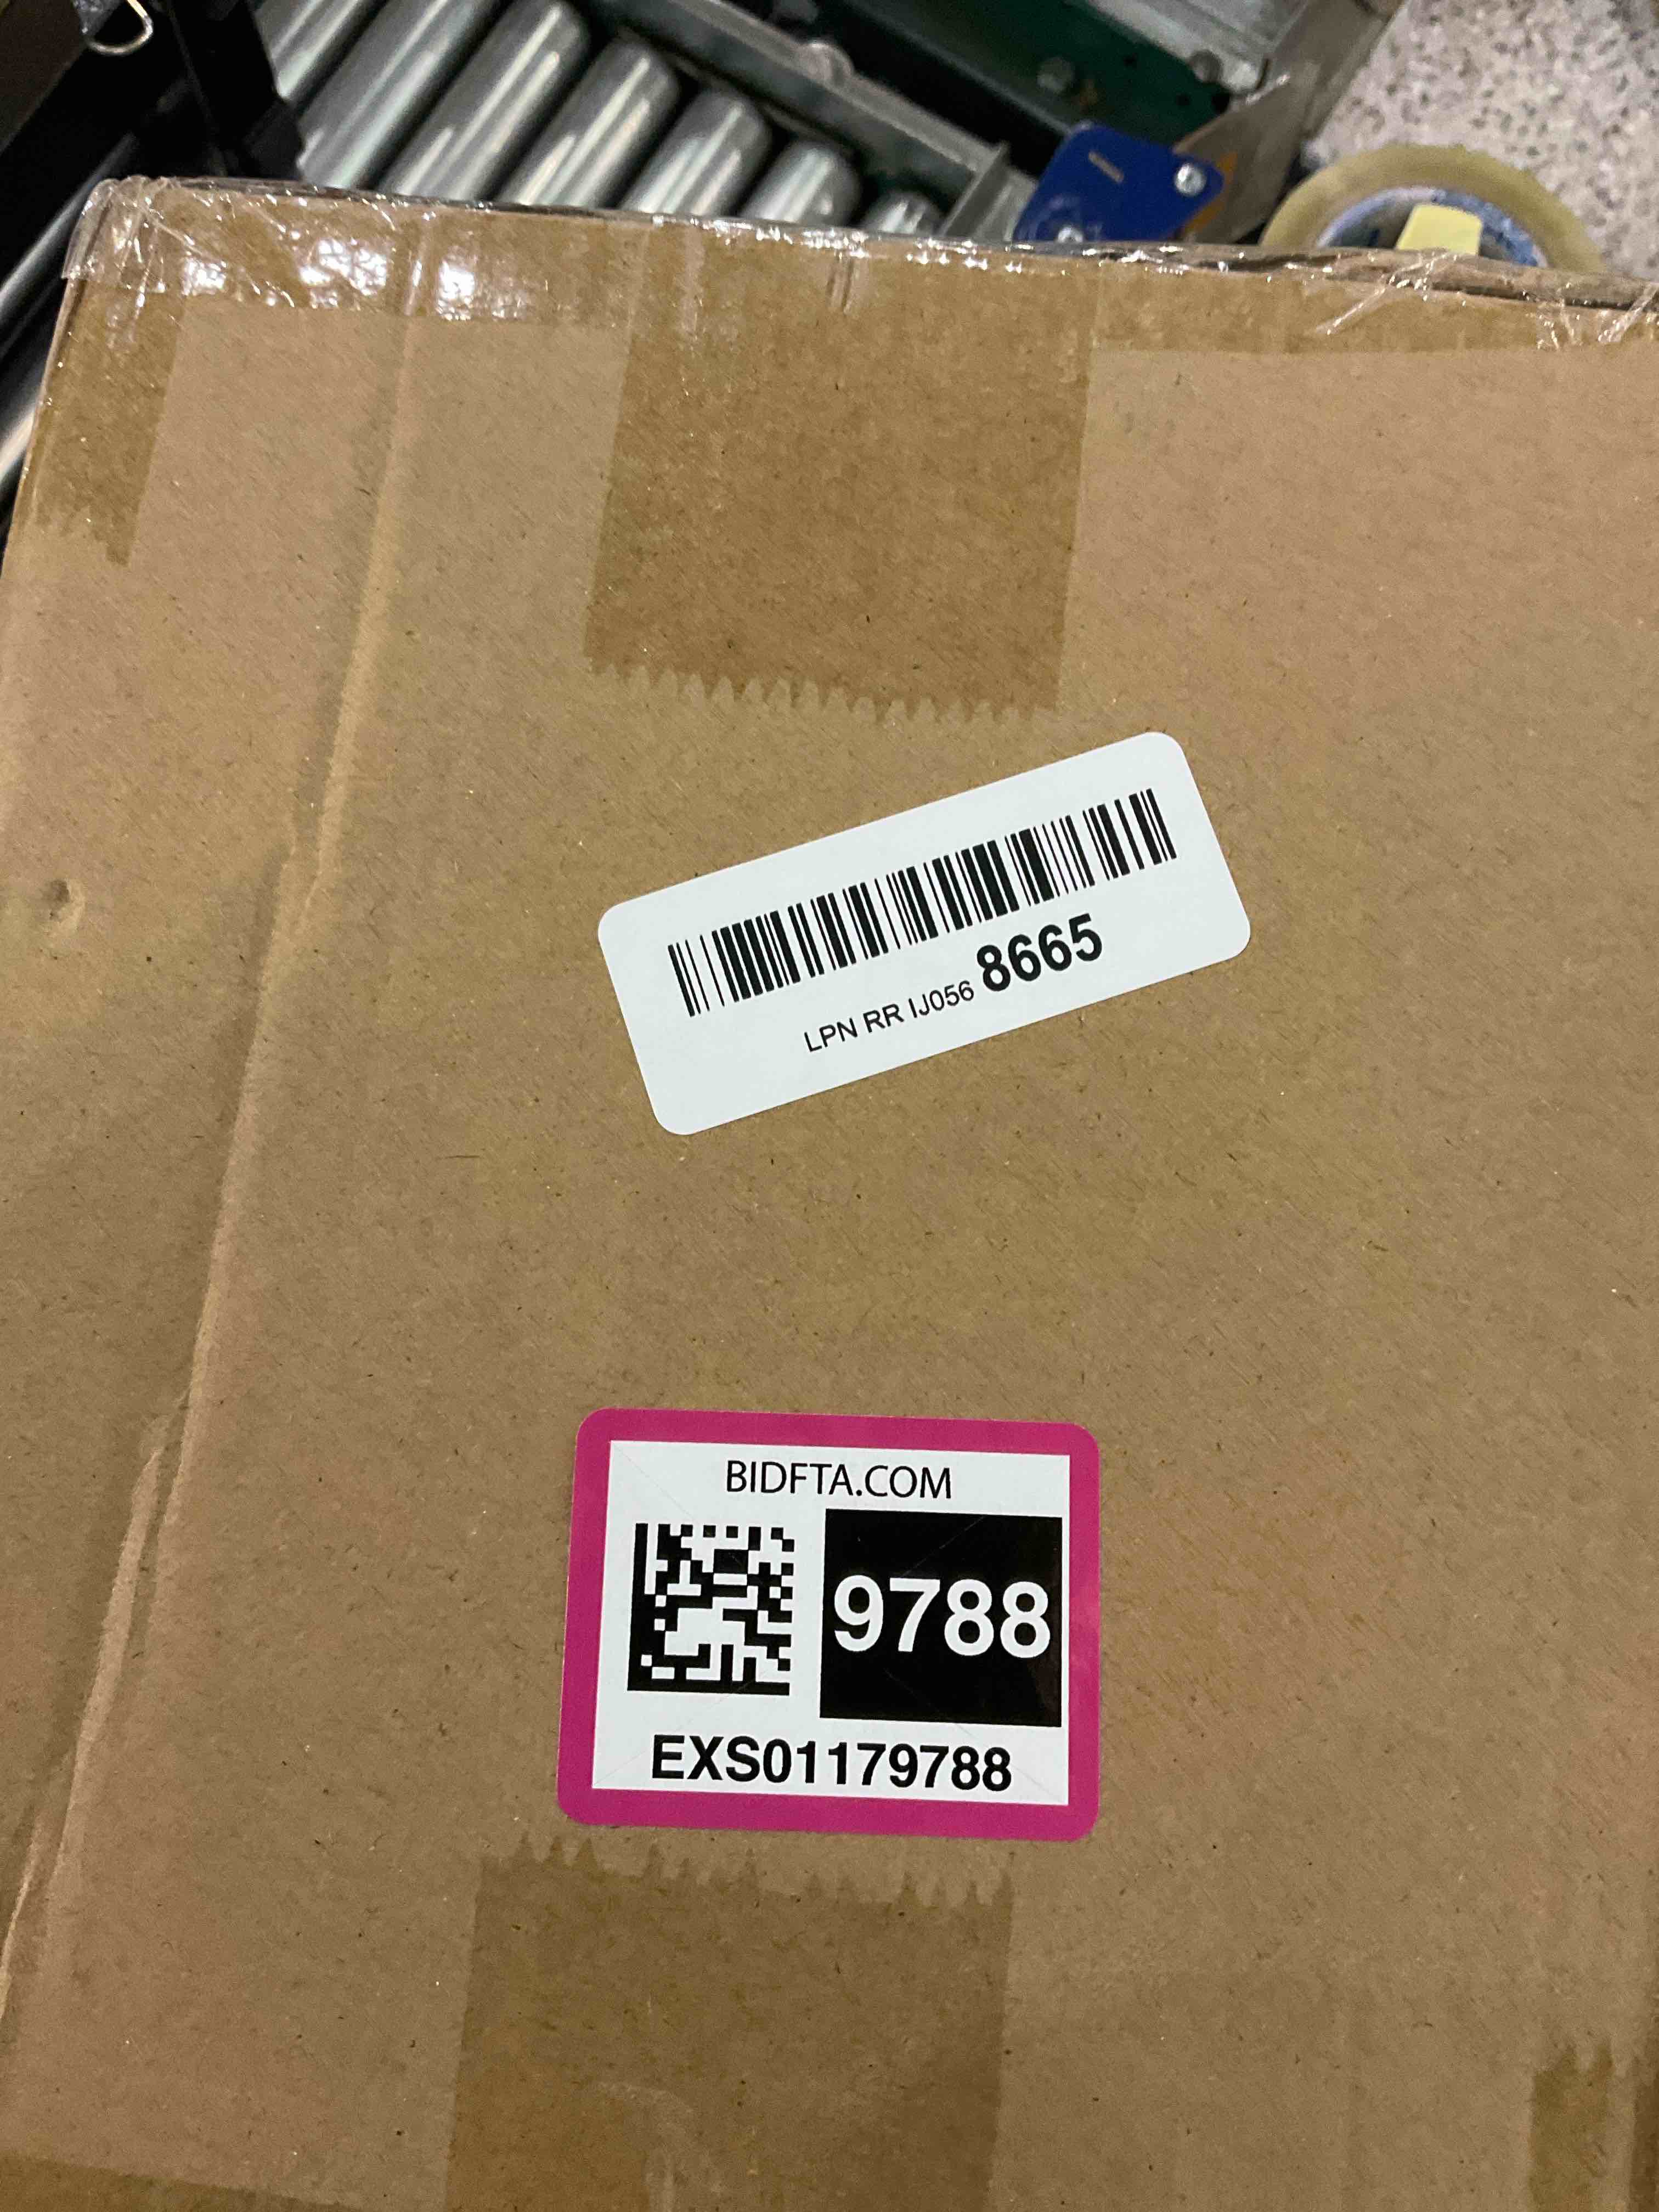 LPN RR IJ056 8665
BIDFTA.COM
9788
EXS01179788